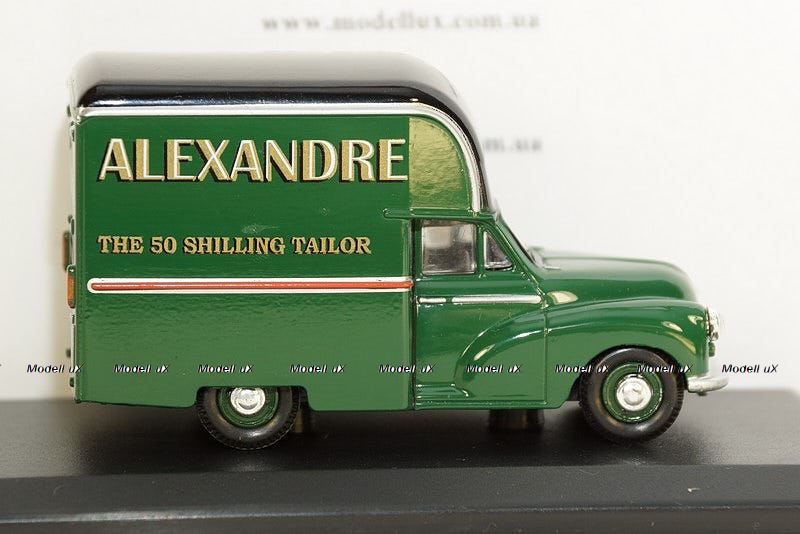 www.modellux.com.ua
ALEXANDRE
THE 50 SHILLING TAILOR
Modell uX Modell uX Modell uX Modell uX Modell uX Modell uX Modell uX Modell uX Modell uX